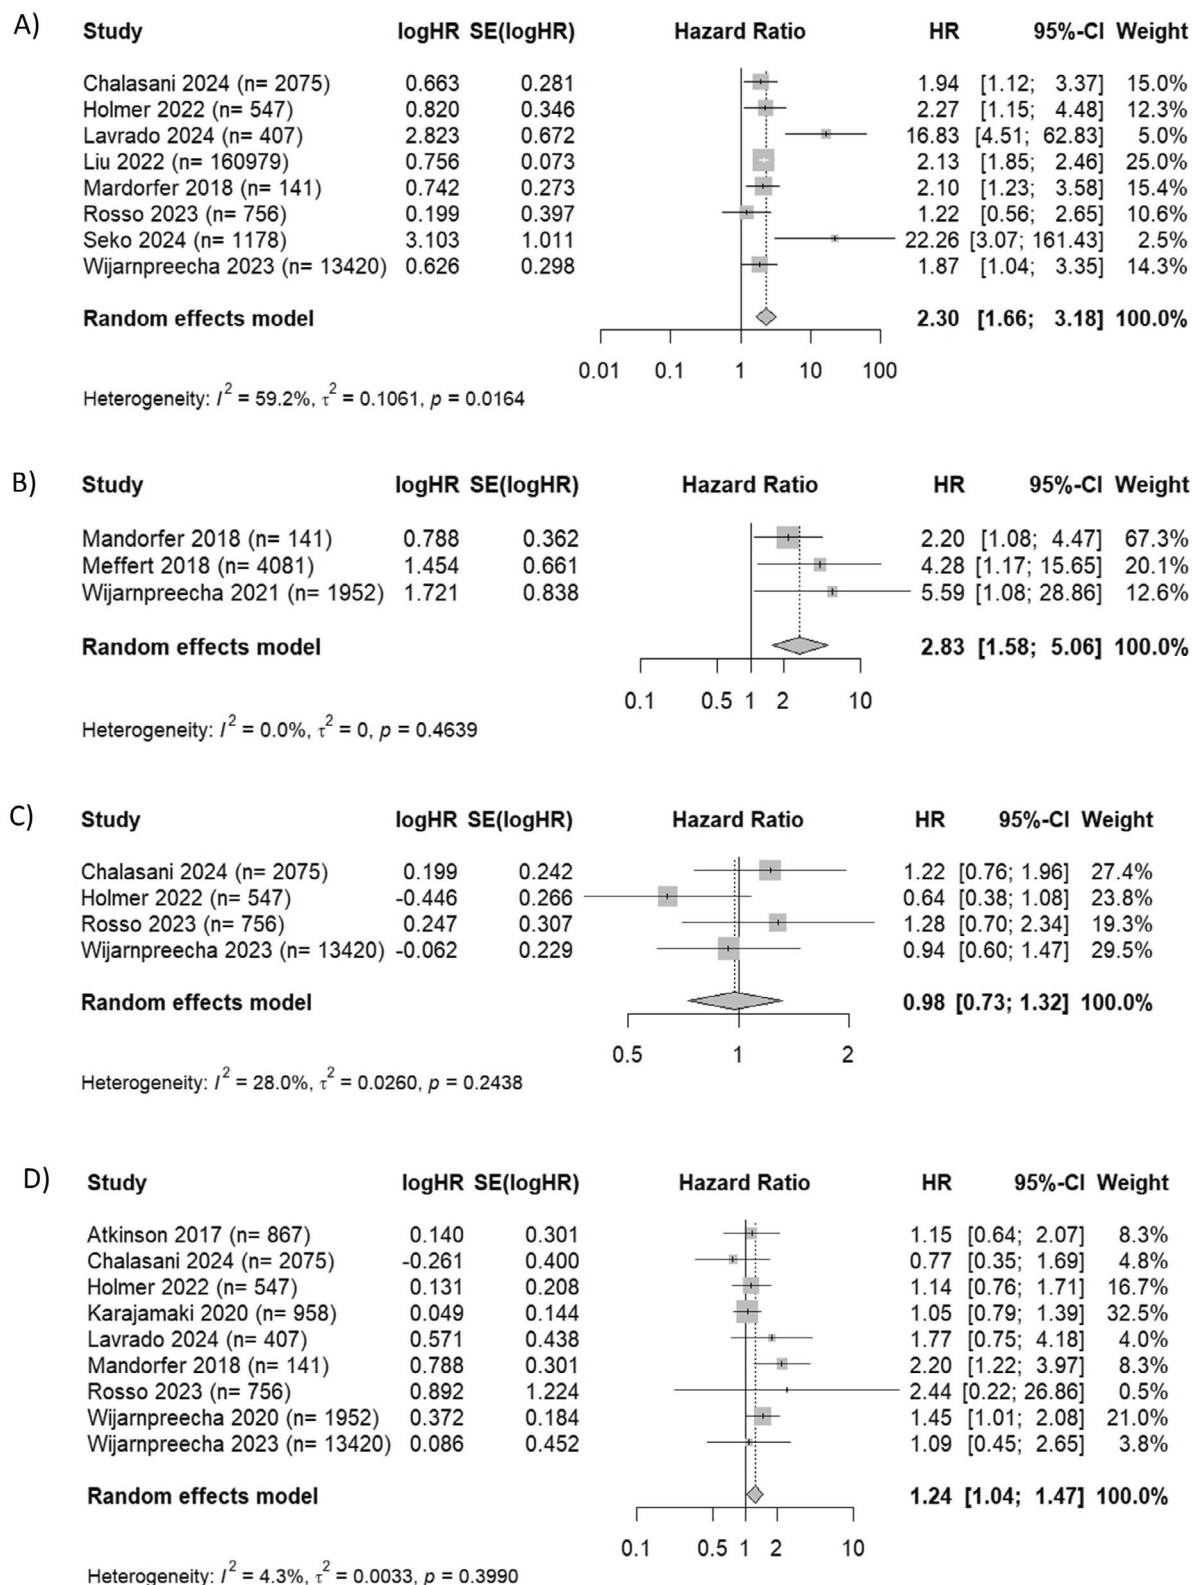 A)
Study logHR SE(logHR) Hazard Ratio HR 95%-CI Weight
Chalasani 2024 (n= 2075) 0.663 0.281 1.94 [1.12; 3.37] 15.0%
Holmer 2022 (n= 547) 0.820 0.346 2.27 [1.15; 4.48] 12.3%
Lavrado 2024 (n= 407) 2.823 0.672 16.83 [4.51; 62.83] 5.0%
Liu 2022 (n= 160979) 0.756 0.073 2.13 [1.85; 2.46] 25.0%
Mardorfer 2018 (n= 141) 0.742 0.273 2.10 [1.23; 3.58] 15.4%
Rosso 2023 (n= 756) 0.199 0.397 1.22 [0.56; 2.65] 10.6%
Seko 2024 (n= 1178) 3.103 1.011 22.26 [3.07; 161.43] 2.5%
Wijarnpreecha 2023 (n= 13420) 0.626 0.298 1.87 [1.04; 3.35] 14.3%
Random effects model 2.30 [1.66; 3.18] 100.0%
0.01 0.1 1 10 100
Heterogeneity: I² = 59.2%, τ² = 0.1061, p = 0.0164
B)
Study logHR SE(logHR) Hazard Ratio HR 95%-CI Weight
Mandorfer 2018 (n= 141) 0.788 0.362 2.20 [1.08; 4.47] 67.3%
Meffert 2018 (n= 4081) 1.454 0.661 4.28 [1.17; 15.65] 20.1%
Wijarnpreecha 2021 (n= 1952) 1.721 0.838 5.59 [1.08; 28.86] 12.6%
Random effects model 2.83 [1.58; 5.06] 100.0%
0.1 0.5 1 2 10
Heterogeneity: I² = 0.0%, τ² = 0, p = 0.4639
C)
Study logHR SE(logHR) Hazard Ratio HR 95%-CI Weight
Chalasani 2024 (n= 2075) 0.199 0.242 1.22 [0.76; 1.96] 27.4%
Holmer 2022 (n= 547) -0.446 0.266 0.64 [0.38; 1.08] 23.8%
Rosso 2023 (n= 756) 0.247 0.307 1.28 [0.70; 2.34] 19.3%
Wijarnpreecha 2023 (n= 13420) -0.062 0.229 0.94 [0.60; 1.47] 29.5%
Random effects model 0.98 [0.73; 1.32] 100.0%
0.5 1 2
Heterogeneity: I² = 28.0%, τ² = 0.0260, p = 0.2438
D)
Study logHR SE(logHR) Hazard Ratio HR 95%-CI Weight
Atkinson 2017 (n= 867) 0.140 0.301 1.15 [0.64; 2.07] 8.3%
Chalasani 2024 (n= 2075) -0.261 0.400 0.77 [0.35; 1.69] 4.8%
Holmer 2022 (n= 547) 0.131 0.208 1.14 [0.76; 1.71] 16.7%
Karajamaki 2020 (n= 958) 0.049 0.144 1.05 [0.79; 1.39] 32.5%
Lavrado 2024 (n= 407) 0.571 0.438 1.77 [0.75; 4.18] 4.0%
Mandorfer 2018 (n= 141) 0.788 0.301 2.20 [1.22; 3.97] 8.3%
Rosso 2023 (n= 756) 0.892 1.224 2.44 [0.22; 26.86] 0.5%
Wijarnpreecha 2020 (n= 1952) 0.372 0.184 1.45 [1.01; 2.08] 21.0%
Wijarnpreecha 2023 (n= 13420) 0.086 0.452 1.09 [0.45; 2.65] 3.8%
Random effects model 1.24 [1.04; 1.47] 100.0%
0.1 0.5 1 2 10
Heterogeneity: I² = 4.3%, τ² = 0.0033, p = 0.3990